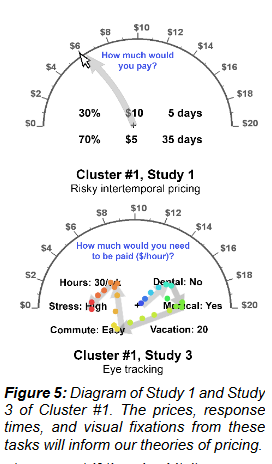 $8 $10 $12
$6 $14
How much would
you pay?
$4 $16
$2 $18
30% $10 5 days
$0 + $20
70% $5 35 days
Cluster #1, Study 1
Risky intertemporal pricing
$8 $10 $12
$6 $14
How much would you need
to be paid ($/hour)?
$4 $16
Hours: 30/wk Dental: No
$2 $18
Stress: High + Medical: Yes
$0 $20
Commute: Easy Vacation: 20
Cluster #1, Study 3
Eye tracking
Figure 5: Diagram of Study 1 and Study
3 of Cluster #1. The prices, response
times, and visual fixations from these
tasks will inform our theories of pricing.